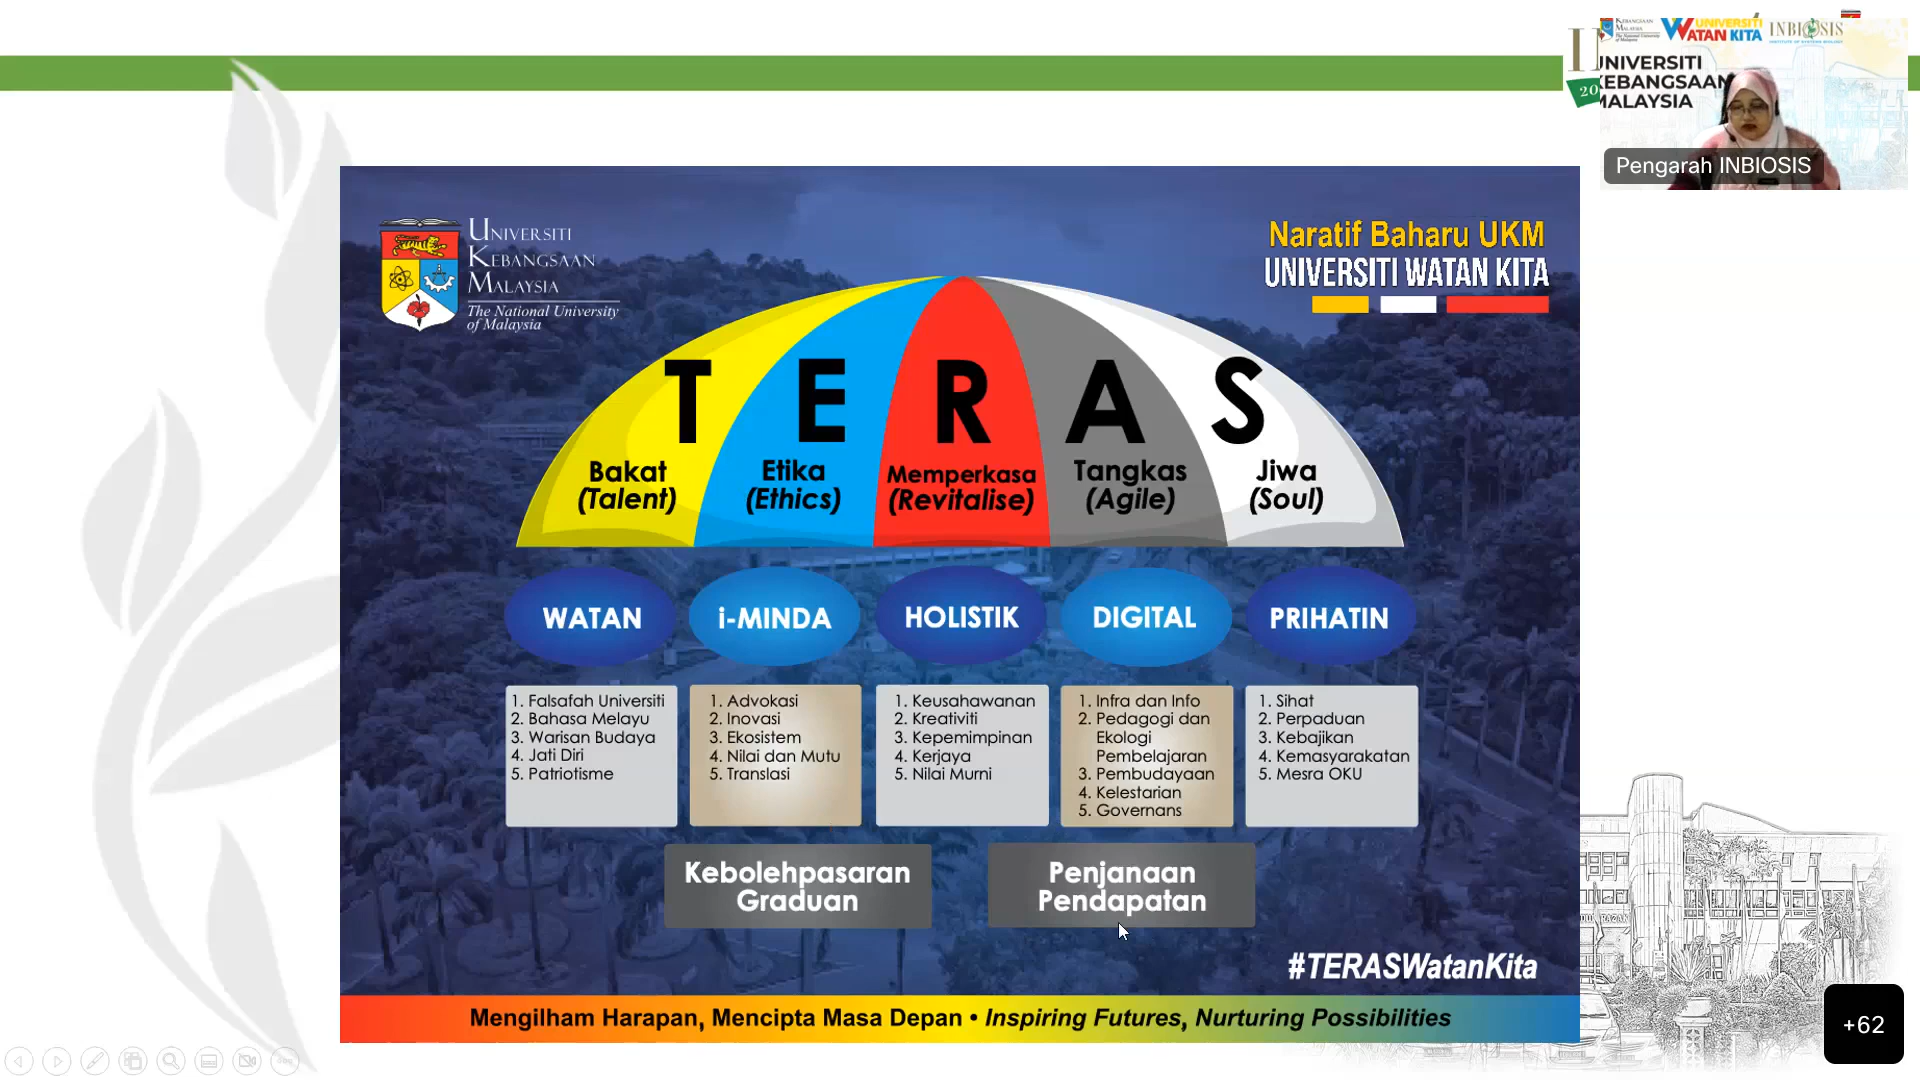 UNIVERSITI
WATAN KITA
INBIOSIS
UNIVERSITI
KEBANGSAAN
MALAYSIA
20
Pengarah INBIOSIS
UNIVERSITI
KEBANGSAAN
MALAYSIA
The National University
of Malaysia
Naratif Baharu UKM
UNIVERSITI WATAN KITA
T E R A S
Bakat
(Talent)
Etika
(Ethics)
Memperkasa
(Revitalise)
Tangkas
(Agile)
Jiwa
(Soul)
WATAN
i-MINDA
HOLISTIK
DIGITAL
PRIHATIN
1. Falsafah Universiti
2. Bahasa Melayu
3. Warisan Budaya
4. Jati Diri
5. Patriotisme
1. Advokasi
2. Inovasi
3. Ekosistem
4. Nilai dan Mutu
5. Translasi
1. Keusahawanan
2. Kreativiti
3. Kepemimpinan
4. Kerjaya
5. Nilai Murni
1. Infra dan Info
2. Pedagogi dan
Ekologi
Pembelajaran
3. Pembudayaan
4. Kelestarian
5. Governans
1. Sihat
2. Perpaduan
3. Kebajikan
4. Kemasyarakatan
5. Mesra OKU
Kebolehpasaran
Graduan
Penjanaan
Pendapatan
#TERASWatanKita
Mengilham Harapan, Mencipta Masa Depan • Inspiring Futures, Nurturing Possibilities
+62